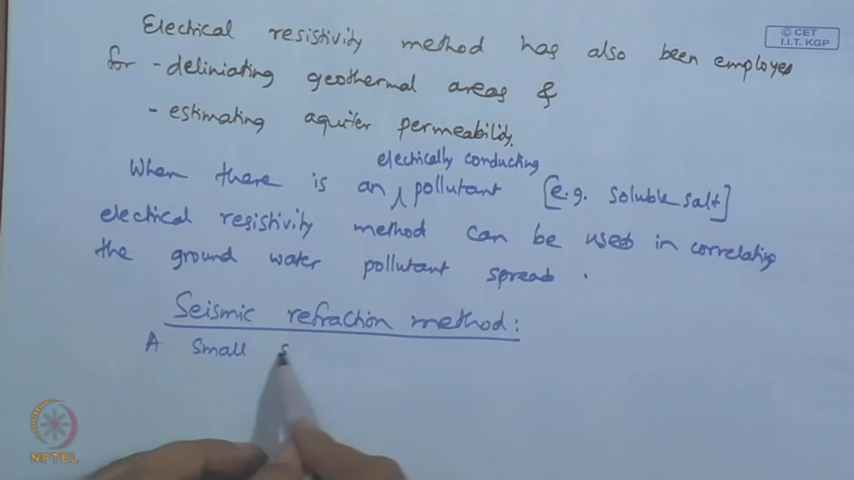 © CET
I.I.T. KGP
Electrical resistivity method has also been employed
for - deliniating geothermal areas &
- estimating aquifer permeability.
electrically conducting
When there is an pollutant [e.g. soluble salt]
electrical resistivity method can be used in correlating
the ground water pollutant spread.
Seismic refraction method:
A small s
NPTEL